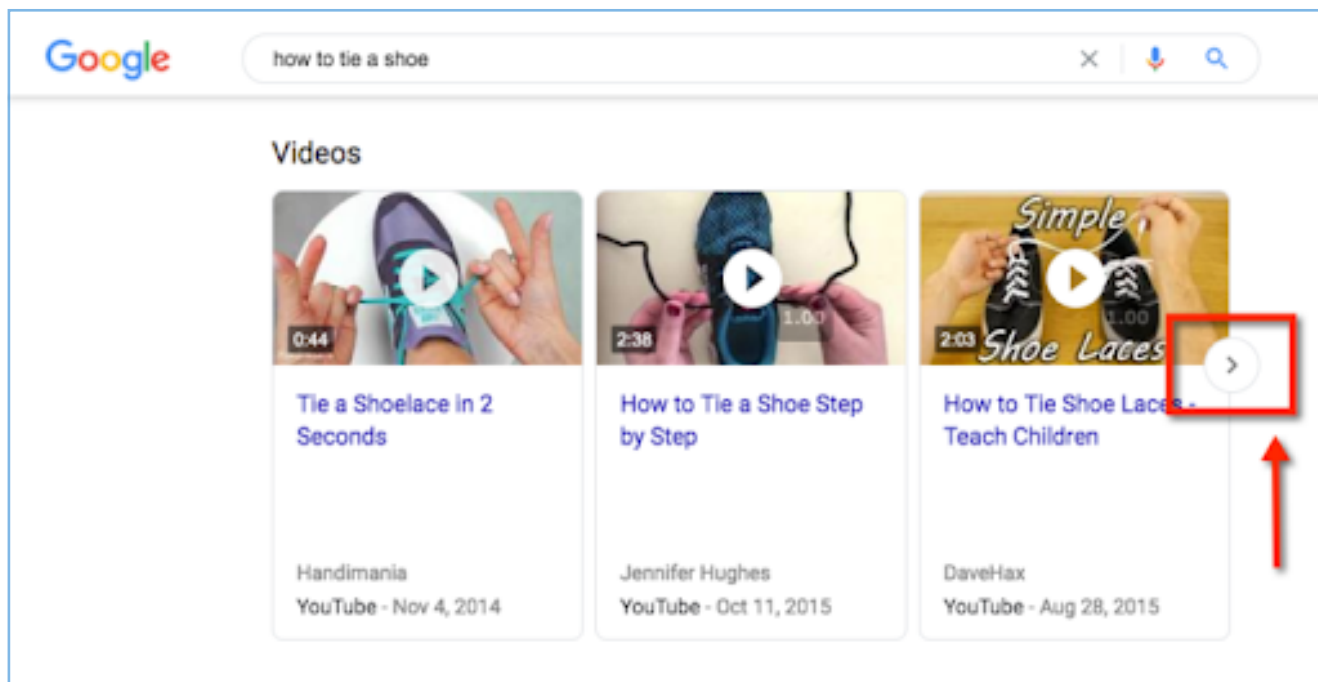 Google
how to tie a shoe
Videos
0:44
2:38
1.00
Simple
Shoe Laces
2:03
1.00
Tie a Shoelace in 2
Seconds
How to Tie a Shoe Step
by Step
How to Tie Shoe Laces -
Teach Children
Handimania
YouTube - Nov 4, 2014
Jennifer Hughes
YouTube - Oct 11, 2015
DaveHax
YouTube - Aug 28, 2015